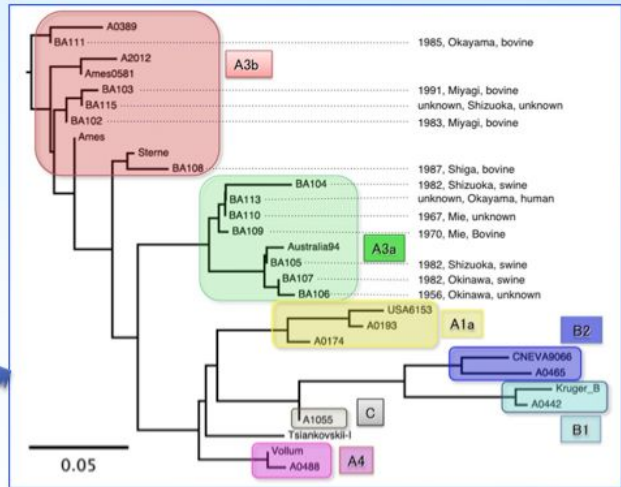 A0389
BA111 1985, Okayama, bovine
A2012
A3b
Ames0581
BA103 1991, Miyagi, bovine
BA115 unknown, Shizuoka, unknown
BA102 1983, Miyagi, bovine
Ames
Sterne
BA108 1987, Shiga, bovine
BA104 1982, Shizuoka, swine
BA113 unknown, Okayama, human
BA110 1967, Mie, unknown
BA109 1970, Mie, Bovine
Australia94
A3a
BA105 1982, Shizuoka, swine
BA107 1982, Okinawa, swine
BA106 1956, Okinawa, unknown
USA6153
A0193
A1a
A0174
B2
CNEVA9066
A0465
Kruger_B
A0442
C
A1055
B1
Tsiankovskii-I
Vollum
A4
A0488
0.05